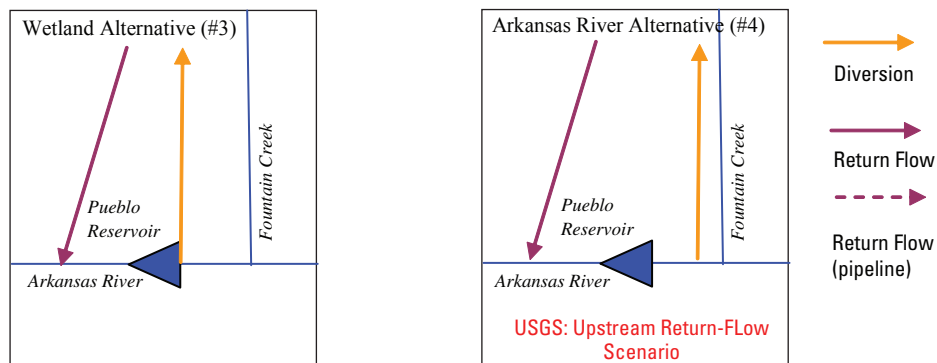 Wetland Alternative (#3)
Fountain Creek
Pueblo
Reservoir
Arkansas River
Arkansas River Alternative (#4)
Fountain Creek
Pueblo
Reservoir
Arkansas River
USGS: Upstream Return-FLow
Scenario
Diversion
Return Flow
Return Flow
(pipeline)